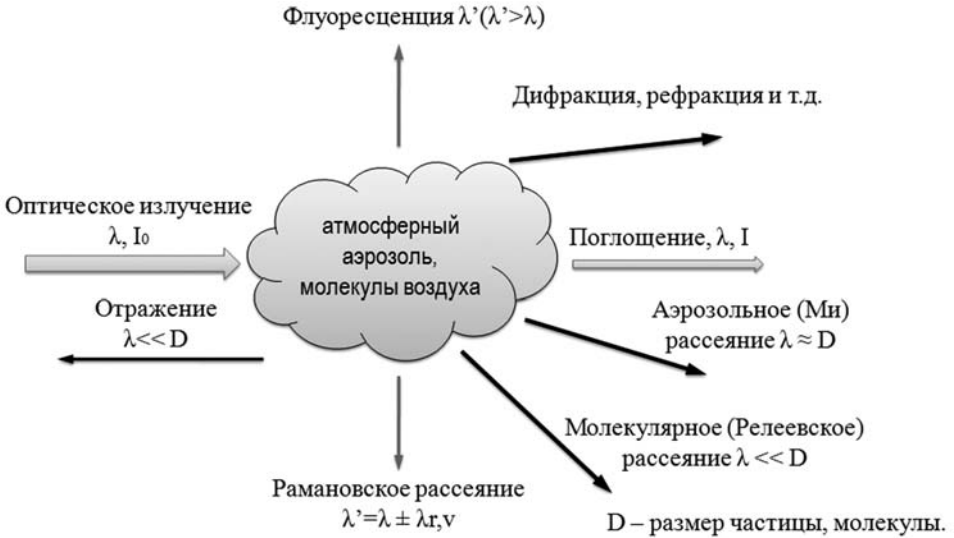 Флуоресценция λ’(λ’>λ)
Дифракция, рефракция и т.д.
Оптическое излучение
λ, I₀
атмосферный
аэрозоль,
молекулы воздуха
Поглощение, λ, I
Отражение
λ<< D
Аэрозольное (Ми)
рассеяние λ ≈ D
Молекулярное (Релеевское)
рассеяние λ << D
Рамановское рассеяние
λ’=λ ± λr,v
D – размер частицы, молекулы.